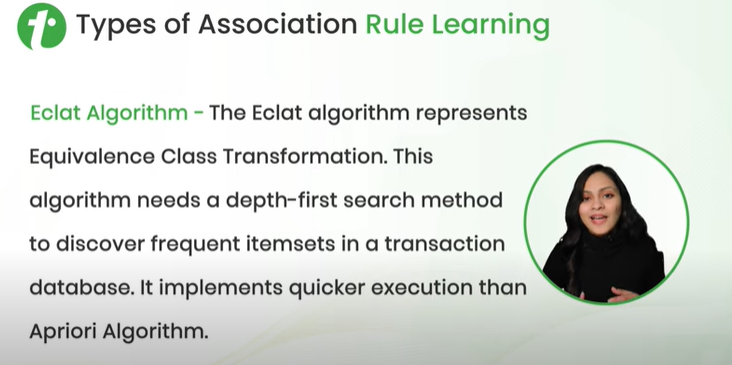 Types of Association Rule Learning
Eclat Algorithm - The Eclat algorithm represents
Equivalence Class Transformation. This
algorithm needs a depth-first search method
to discover frequent itemsets in a transaction
database. It implements quicker execution than
Apriori Algorithm.